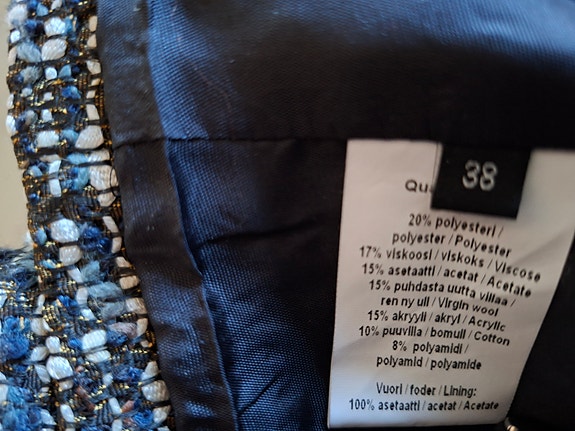 38
Qu
20% polyesteri /
polyester / Polyester
17% viskoosi / viskoks / Viscose
15% asetaatti / acetat / Acetate
15% puhdasta uutta villaa /
ren ny ull / Virgin wool
15% akryyli / akryl / Acrylic
10% puuvilla / bomull / Cotton
8% polyamidi /
polyamid / polyamide
Vuori / foder / Lining:
100% asetaatti / acetat / Acetate